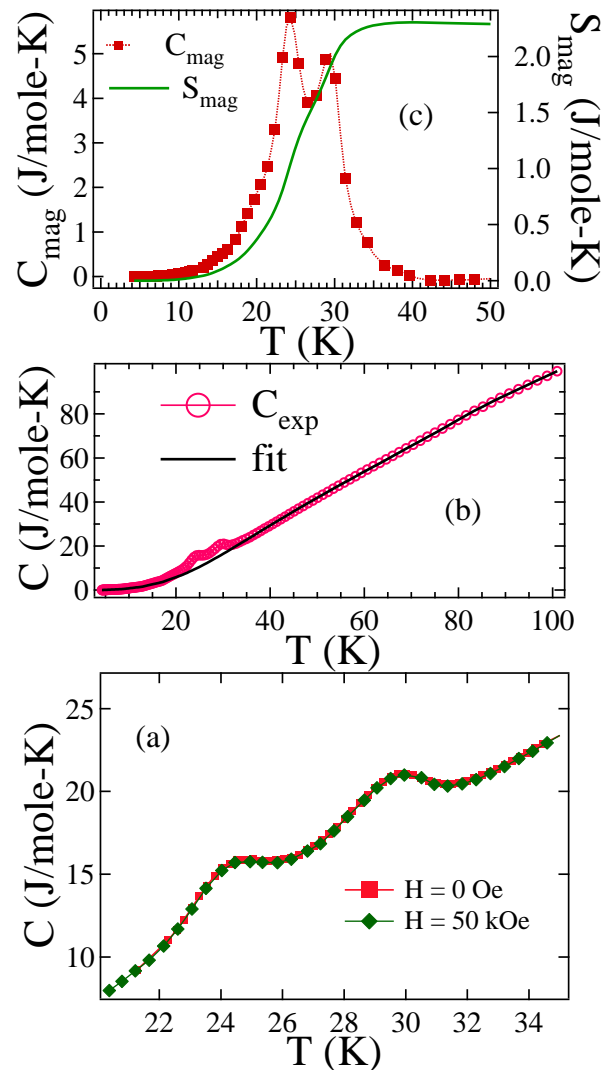 C_mag (J/mole-K)
5
4
3
2
1
0
C_mag
S_mag
(c)
2.0
1.5
1.0
0.5
0.0
S_mag (J/mole-K)
0 10 20 30 40 50
T (K)
C (J/mole-K)
80
60
40
20
0
C_exp
fit
(b)
20 40 60 80 100
T (K)
C (J/mole-K)
25
20
15
10
(a)
H = 0 Oe
H = 50 kOe
22 24 26 28 30 32 34
T (K)